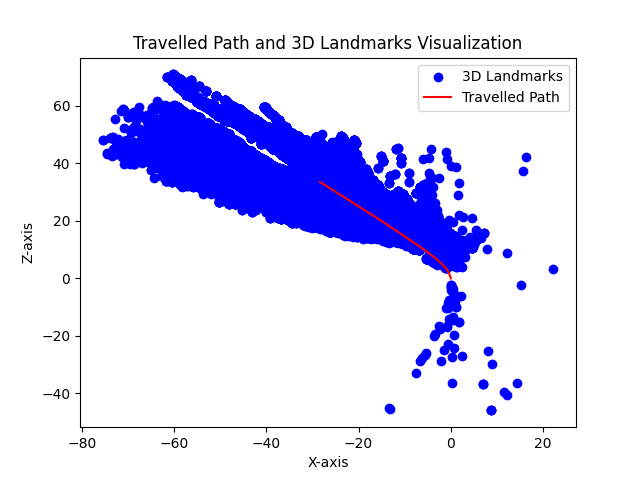 Travelled Path and 3D Landmarks Visualization
3D Landmarks
Travelled Path
60
40
20
0
−20
−40
Z-axis
−80
−60
−40
−20
0
20
X-axis